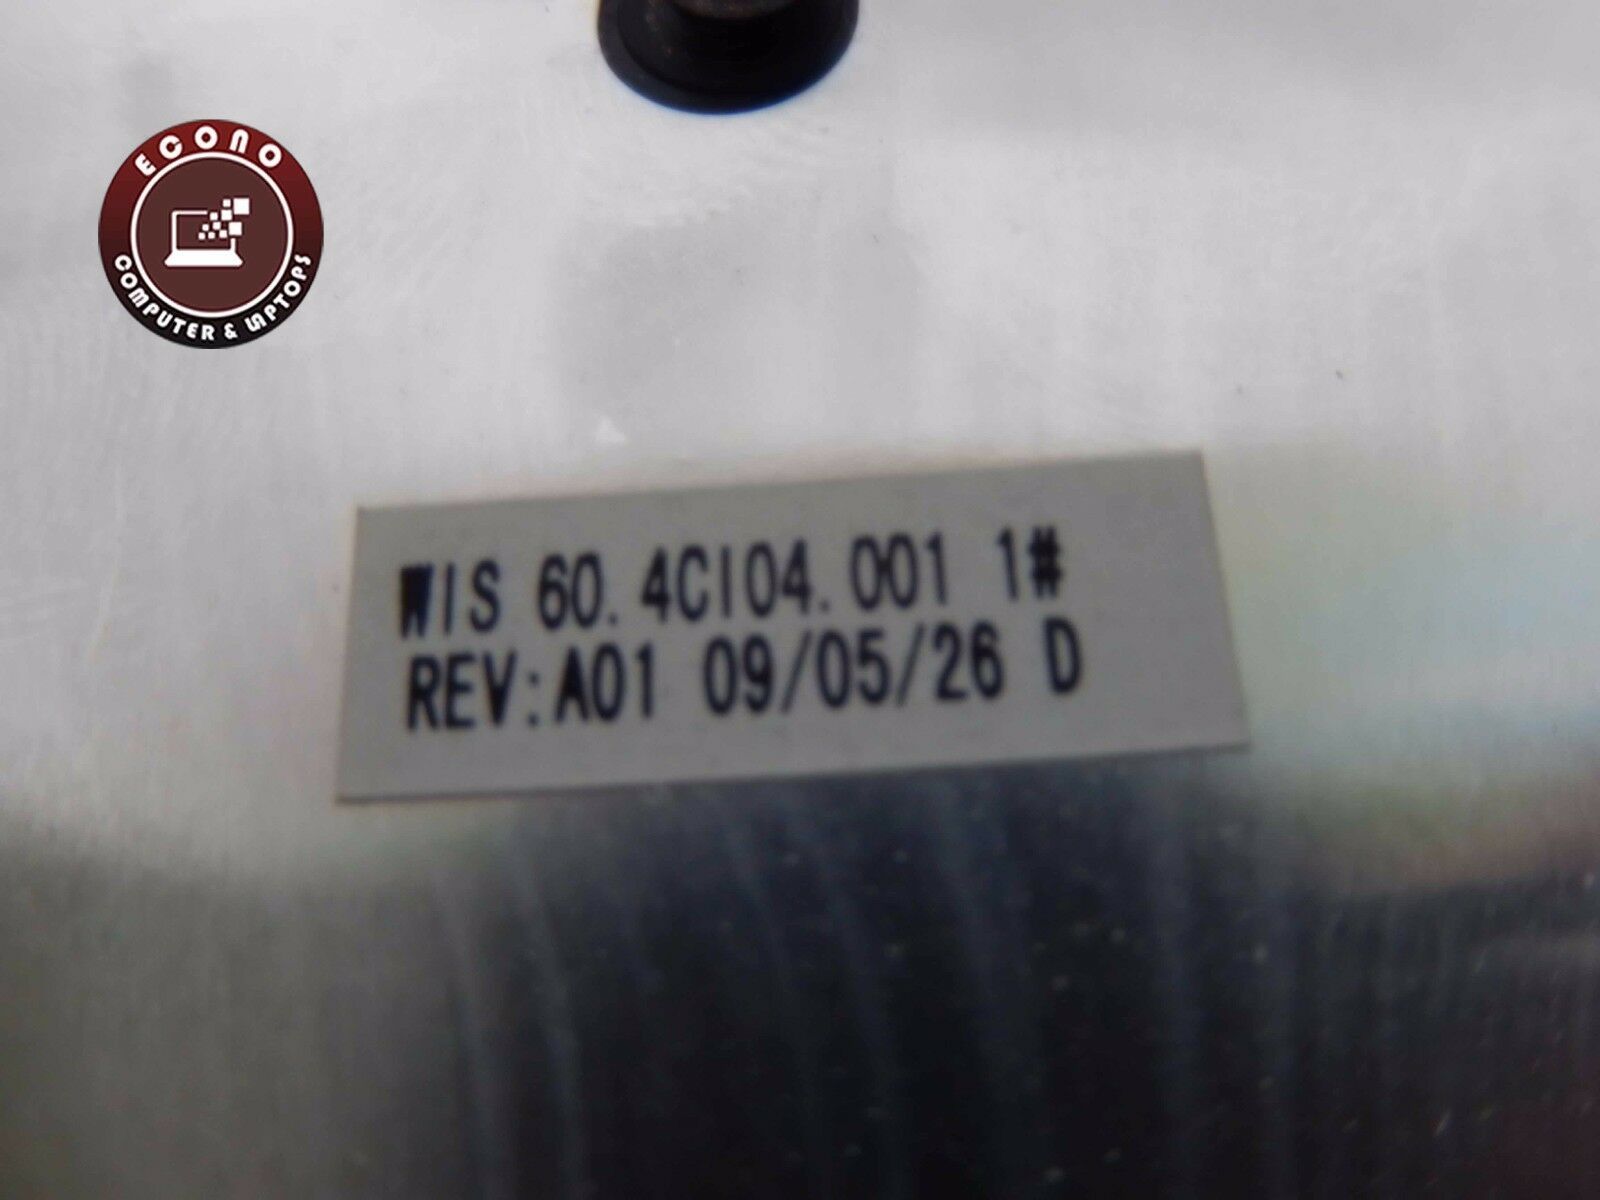 ECONO
COMPUTER & LAPTOPS
WIS 60.4CI04.001 1#
REV:A01 09/05/26 D